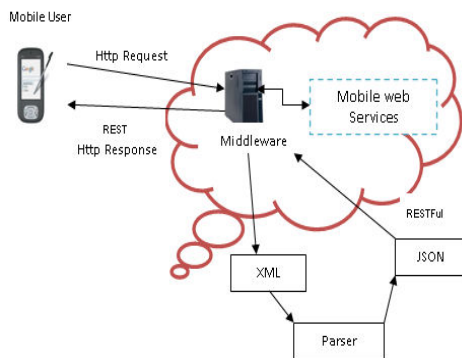 Mobile User
Http Request
REST
Http Response
Middleware
Mobile web
Services
RESTFul
XML
JSON
Parser